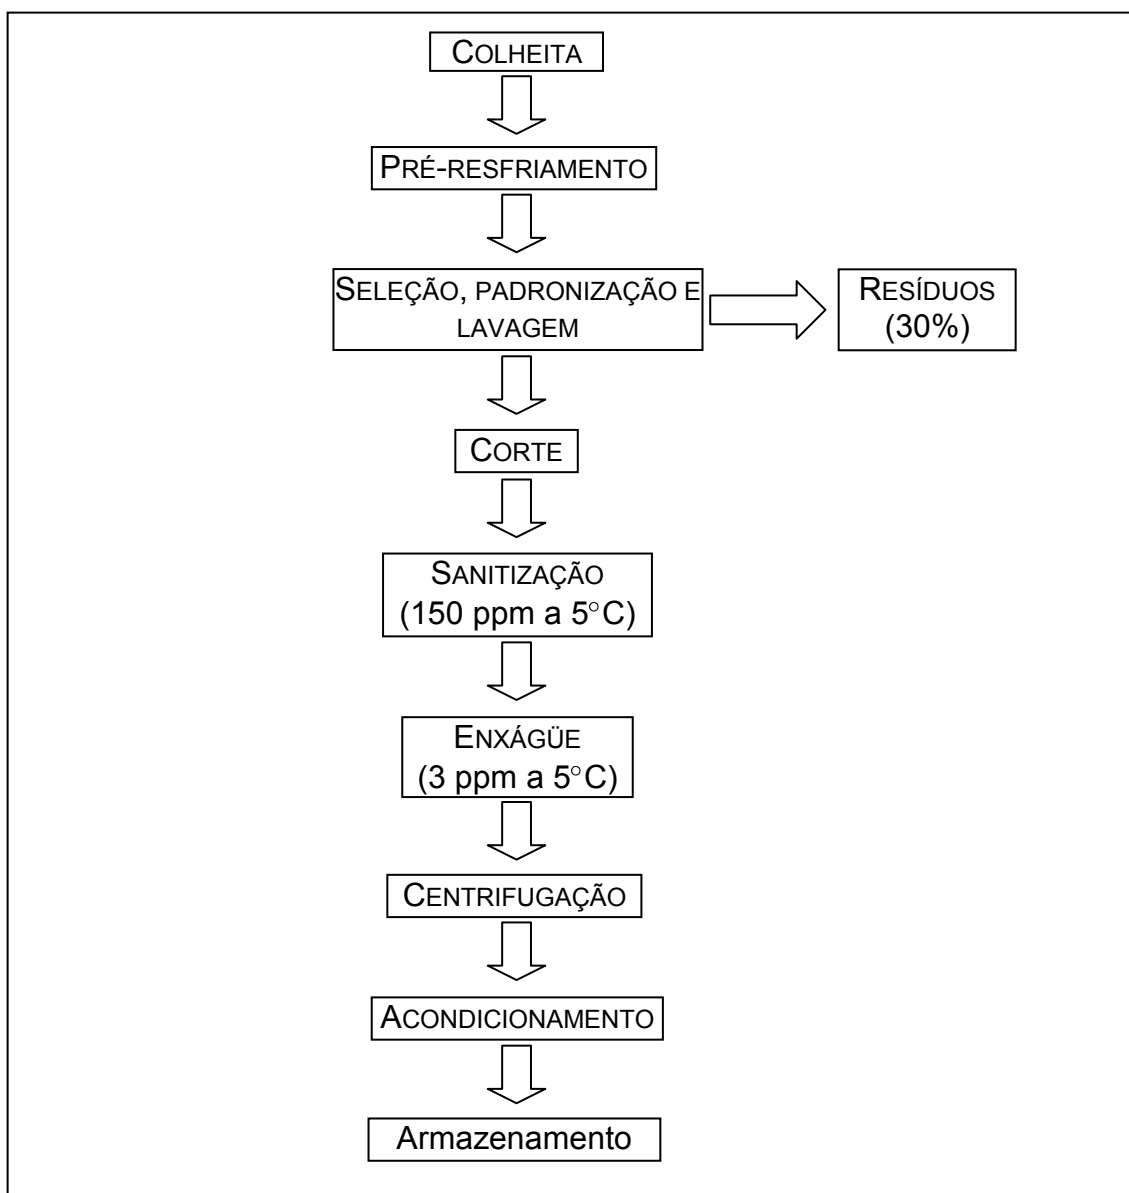 COLHEITA
PRÉ-RESFRIAMENTO
SELEÇÃO, PADRONIZAÇÃO E
LAVAGEM
RESÍDUOS
(30%)
CORTE
SANITIZAÇÃO
(150 ppm a 5°C)
ENXÁGÜE
(3 ppm a 5°C)
CENTRIFUGAÇÃO
ACONDICIONAMENTO
Armazenamento